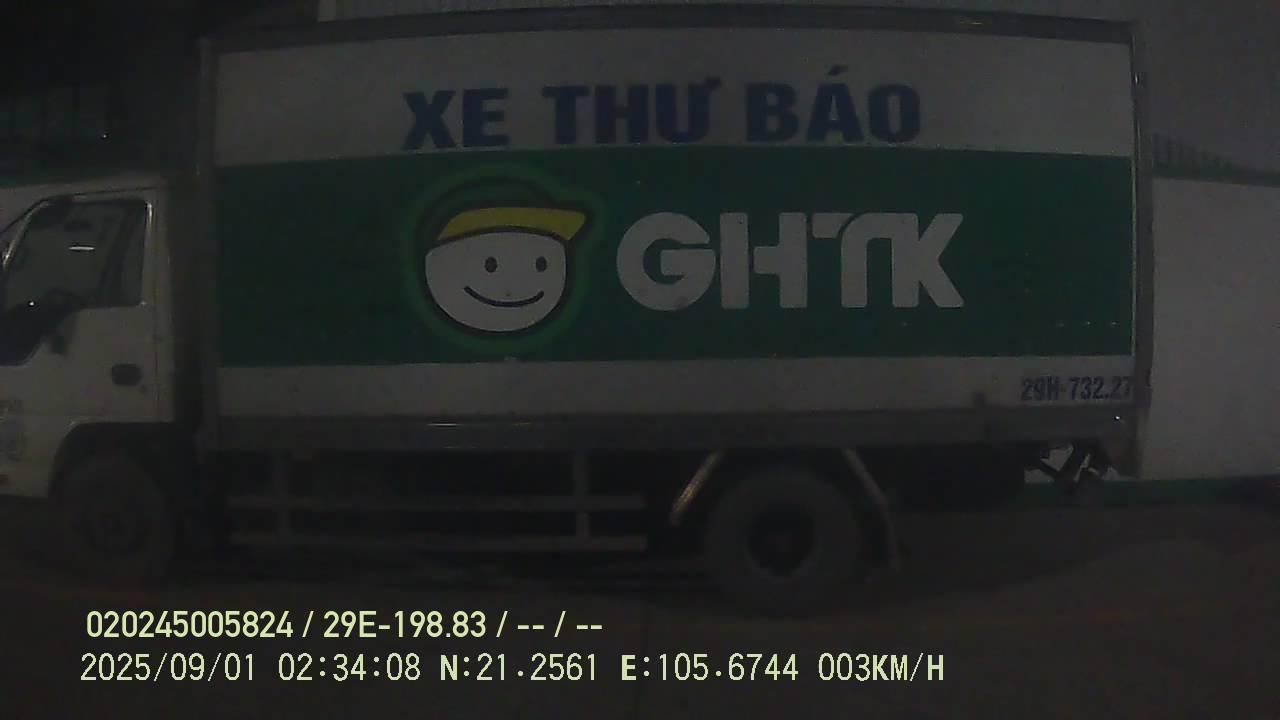 XE THƯ BÁO
GHTK
29H-732.27
020245005824 / 29E-198.83 / -- / --
2025/09/01 02:34:08 N:21.2561 E:105.6744 003KM/H